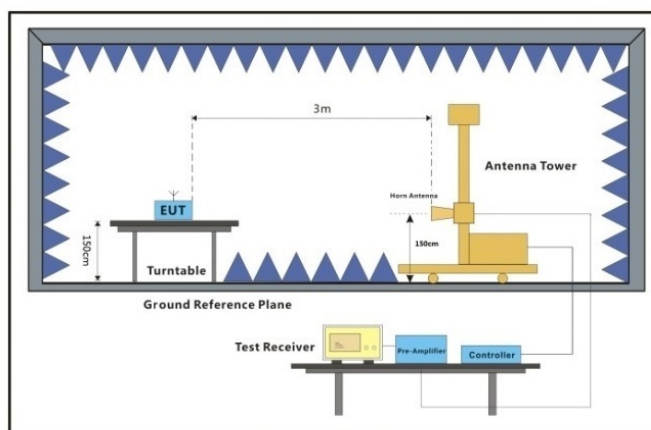 3m
Antenna Tower
Horn Antenna
EUT
150cm
150cm
Turntable
Ground Reference Plane
Test Receiver
Pre-Amplifier
Controller